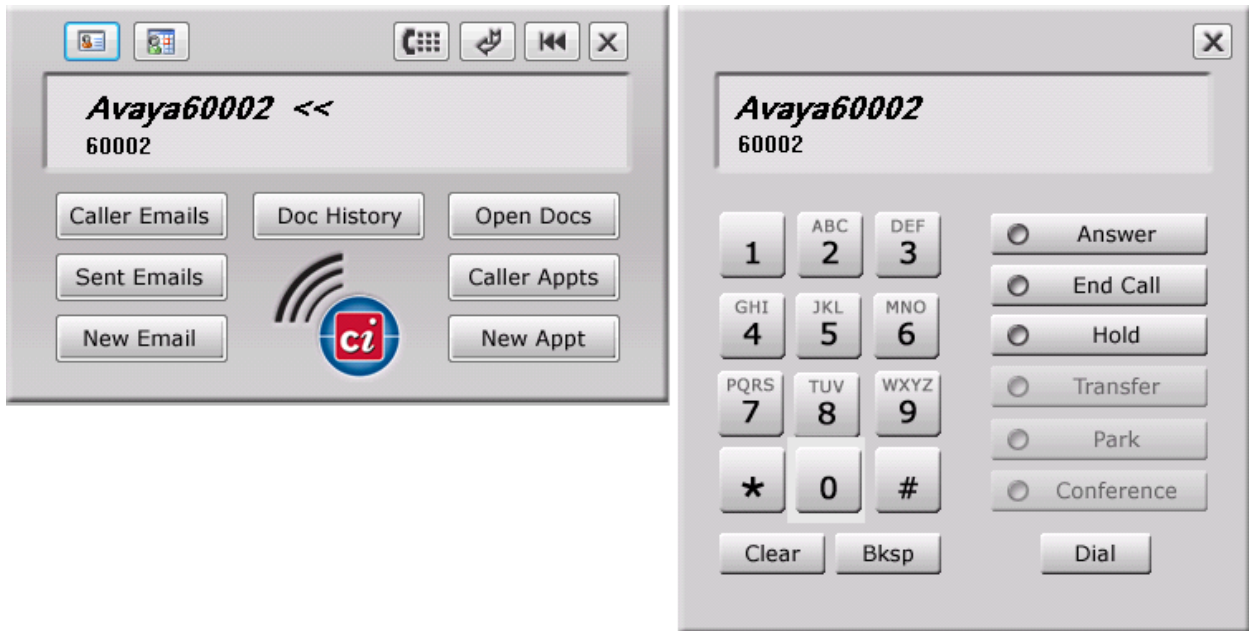 Avaya60002 <<
60002
Caller Emails Doc History Open Docs
Sent Emails Caller Appts
New Email New Appt
ci
Avaya60002
60002
1 ABC 2 DEF 3
GHI 4 JKL 5 MNO 6
PQRS 7 TUV 8 WXYZ 9
* 0 #
Answer
End Call
Hold
Transfer
Park
Conference
Clear Bksp Dial